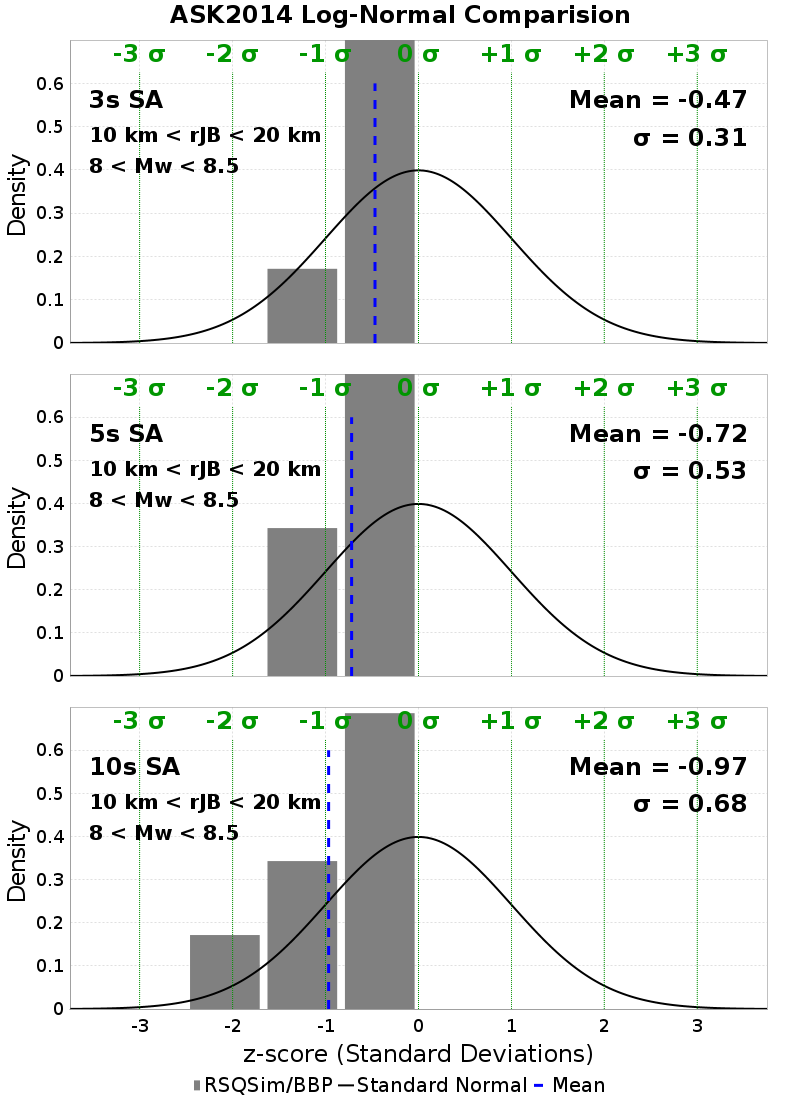 ASK2014 Log-Normal Comparision
-3 σ -2 σ -1 σ 0 σ +1 σ +2 σ +3 σ
3s SA
Mean = -0.47
10 km < rJB < 20 km
σ = 0.31
8 < Mw < 8.5
0.6
0.5
0.4
0.3
0.2
0.1
0
Density
-3 σ -2 σ -1 σ 0 σ +1 σ +2 σ +3 σ
5s SA
Mean = -0.72
10 km < rJB < 20 km
σ = 0.53
8 < Mw < 8.5
0.6
0.5
0.4
0.3
0.2
0.1
0
Density
-3 σ -2 σ -1 σ 0 σ +1 σ +2 σ +3 σ
10s SA
Mean = -0.97
10 km < rJB < 20 km
σ = 0.68
8 < Mw < 8.5
0.6
0.5
0.4
0.3
0.2
0.1
0
Density
-3 -2 -1 0 1 2 3
z-score (Standard Deviations)
RSQSim/BBP Standard Normal Mean